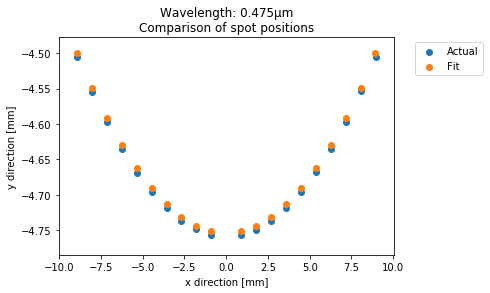 Wavelength: 0.475μm
Comparison of spot positions
Actual
Fit
y direction [mm]
−4.50
−4.55
−4.60
−4.65
−4.70
−4.75
−10.0 −7.5 −5.0 −2.5 0.0 2.5 5.0 7.5 10.0
x direction [mm]